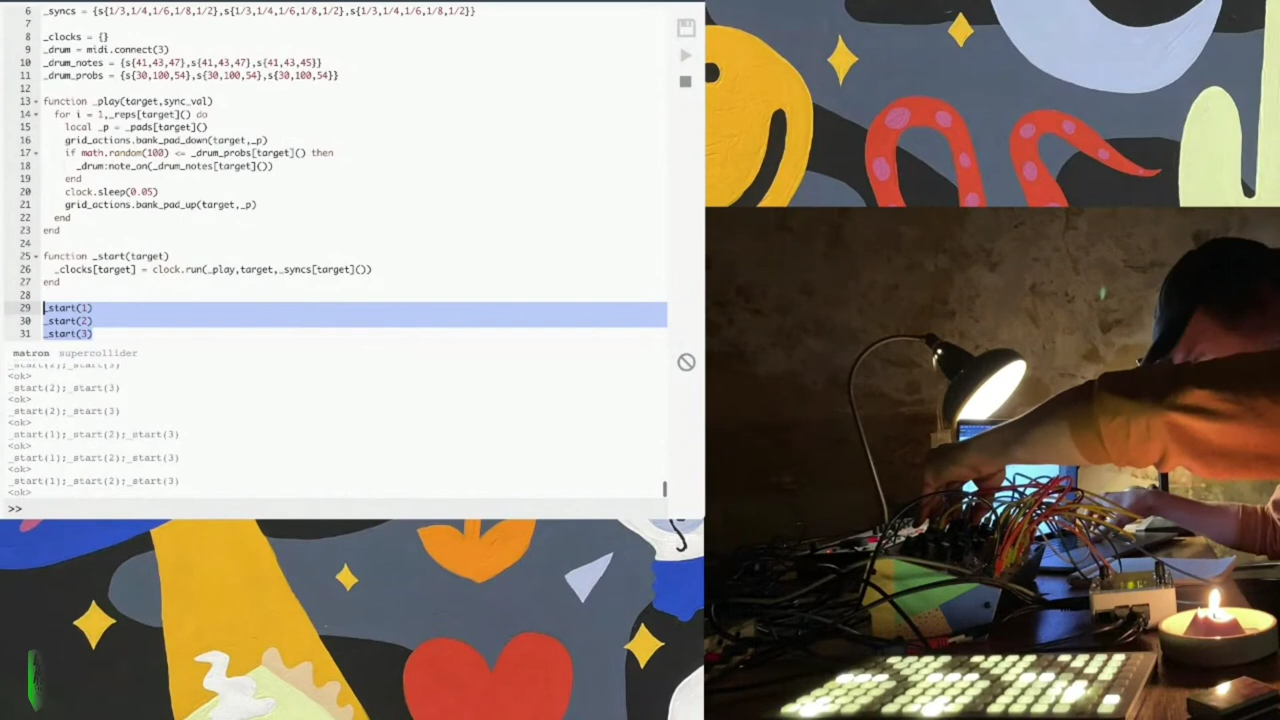 6 _syncs = {s{1/3,1/4,1/6,1/8,1/2},s{1/3,1/4,1/6,1/8,1/2},s{1/3,1/4,1/6,1/8,1/2}}
7
8 _clocks = {}
9 _drum = midi.connect(3)
10 _drum_notes = {s{41,43,47},s{41,43,47},s{41,43,45}}
11 _drum_probs = {s{30,100,54},s{30,100,54},s{30,100,54}}
12
13 function _play(target,sync_val)
14 for i = 1,_reps[target]() do
15 local _p = _pads[target]()
16 grid_actions.bank_pad_down(target,_p)
17 if math.random(100) <= _drum_probs[target]() then
18 _drum:note_on(_drum_notes[target]())
19 end
20 clock.sleep(0.05)
21 grid_actions.bank_pad_up(target,_p)
22 end
23 end
24
25 function _start(target)
26 _clocks[target] = clock.run(_play,target,_syncs[target]())
27 end
28
29 _start(1)
30 _start(2)
31 _start(3)
matron supercollider
_start(2);_start(3)
<ok>
_start(2);_start(3)
<ok>
_start(2);_start(3)
<ok>
_start(1);_start(2);_start(3)
<ok>
_start(1);_start(2);_start(3)
<ok>
_start(1);_start(2);_start(3)
<ok>
>>